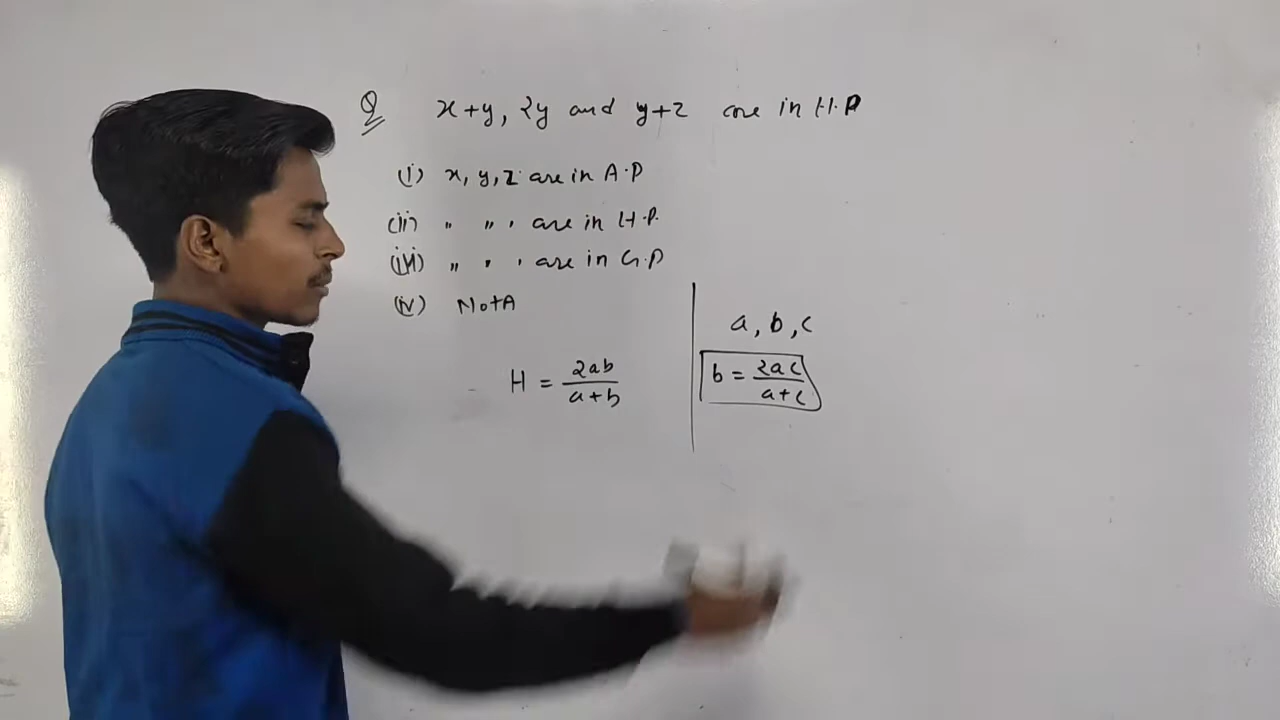 Q x+y, 2y and y+z are in H.P
(i) x, y, z are in A.P
(ii) " " " are in H.P.
(iii) " " " are in G.P
(iv) NotA
a, b, c
H = 2ab/a+b
b = 2ac/a+c